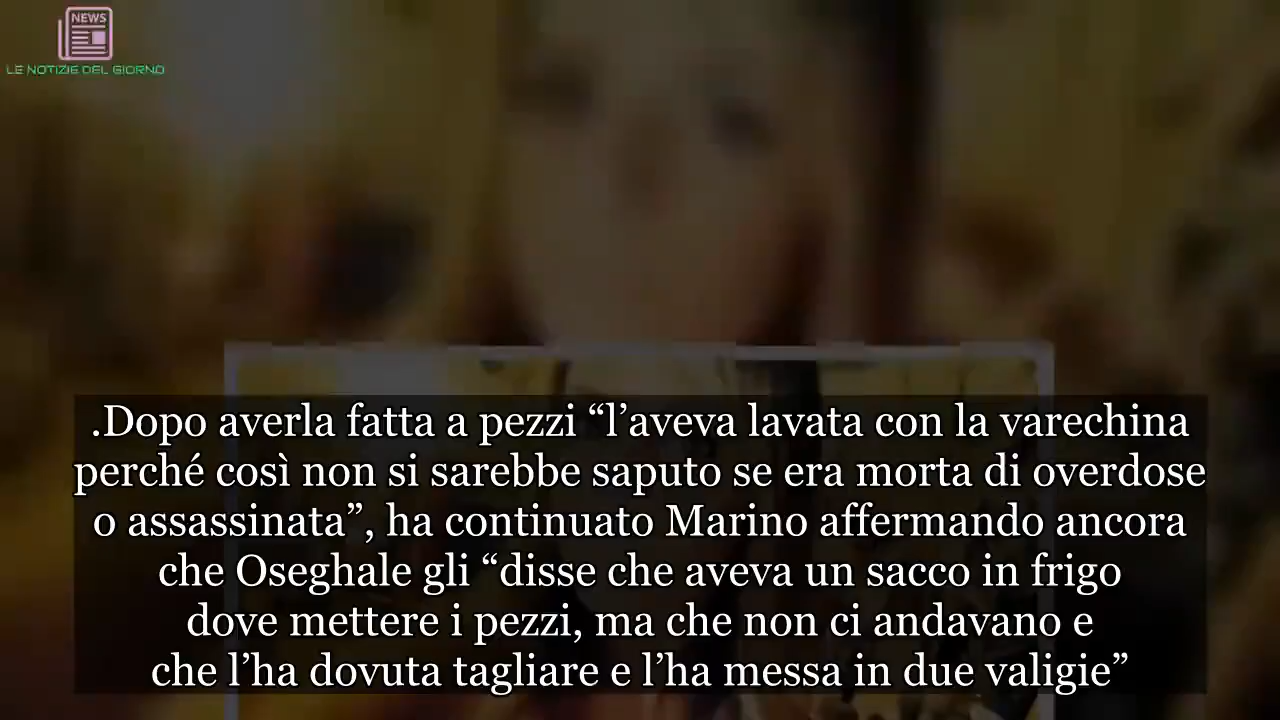 NEWS
LE NOTIZIE DEL GIORNO
.Dopo averla fatta a pezzi “l’aveva lavata con la varechina
perché così non si sarebbe saputo se era morta di overdose
o assassinata”, ha continuato Marino affermando ancora
che Oseghale gli “disse che aveva un sacco in frigo
dove mettere i pezzi, ma che non ci andavano e
che l’ha dovuta tagliare e l’ha messa in due valigie”